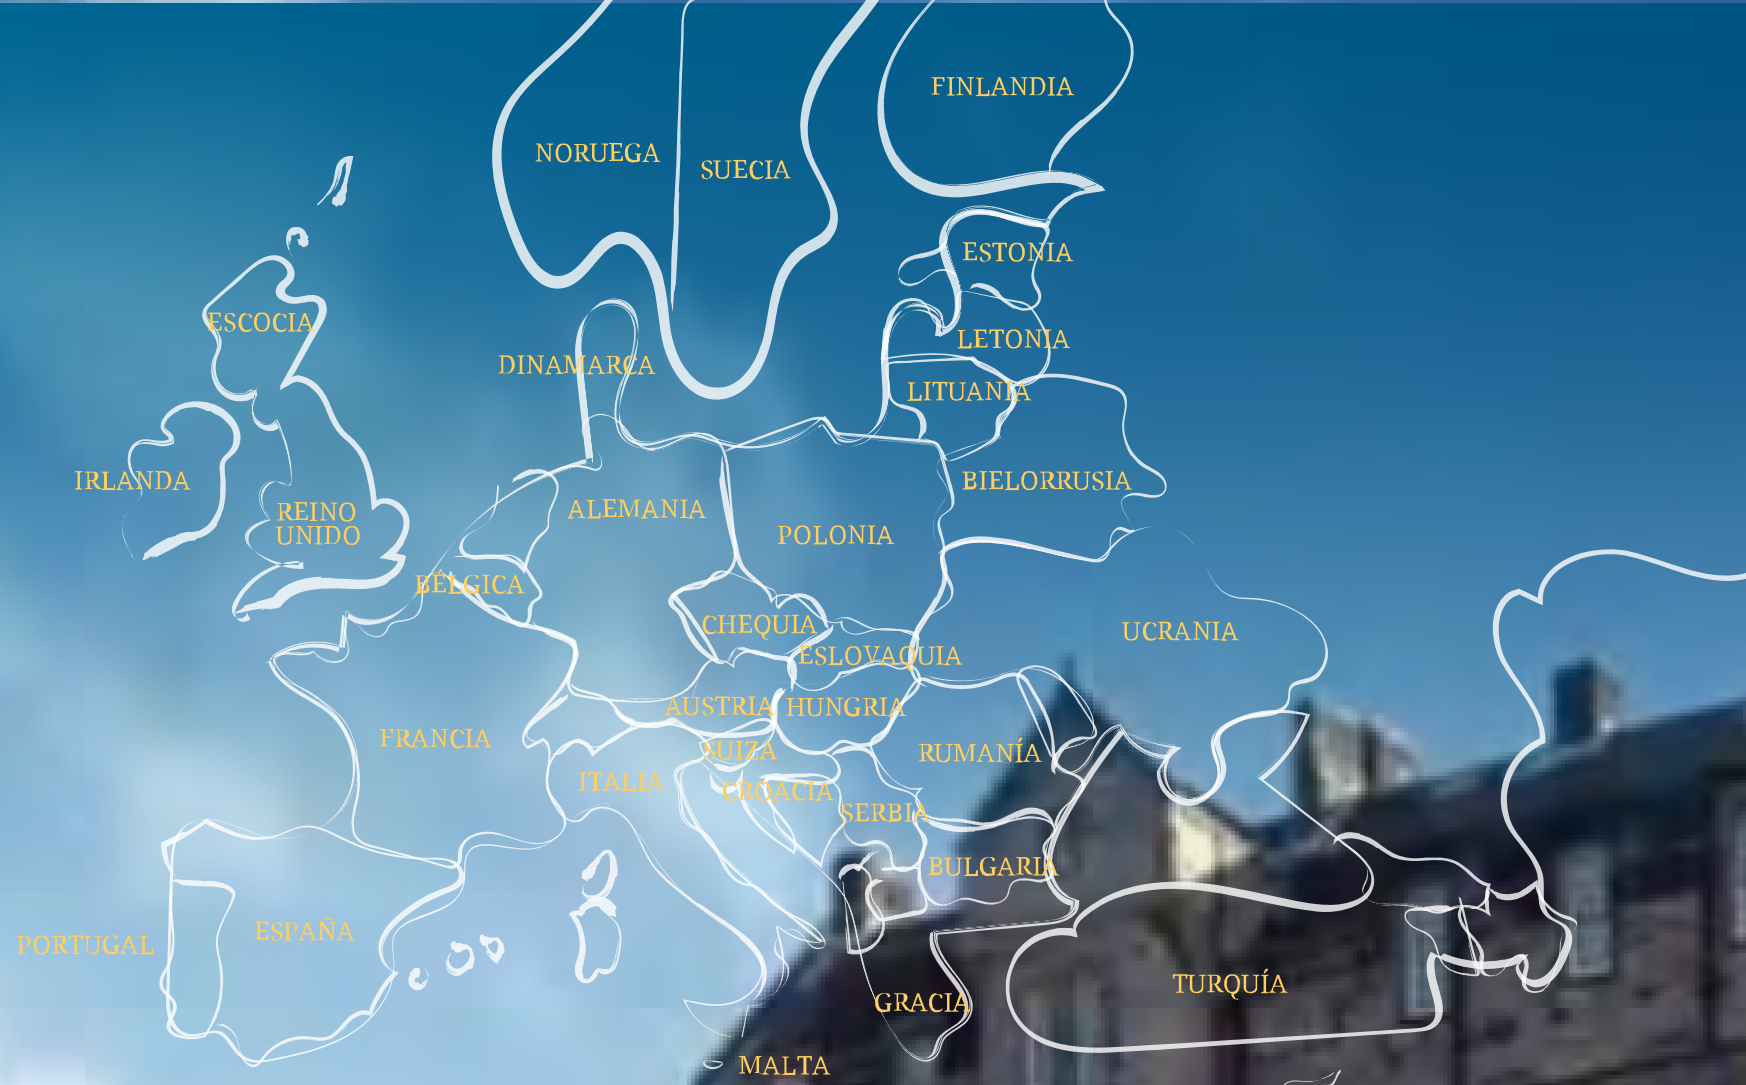 FINLANDIA
NORUEGA
SUECIA
ESTONIA
ESCOCIA
LETONIA
DINAMARCA
LITUANIA
IRLANDA
BIELORRUSIA
REINO
UNIDO
ALEMANIA
POLONIA
BÉLGICA
CHEQUIA
UCRANIA
ESLOVAQUIA
AUSTRIA
HUNGRIA
FRANCIA
SUIZA
RUMANÍA
ITALIA
CROACIA
SERBIA
BULGARIA
ESPAÑA
PORTUGAL
TURQUÍA
GRACIA
MALTA